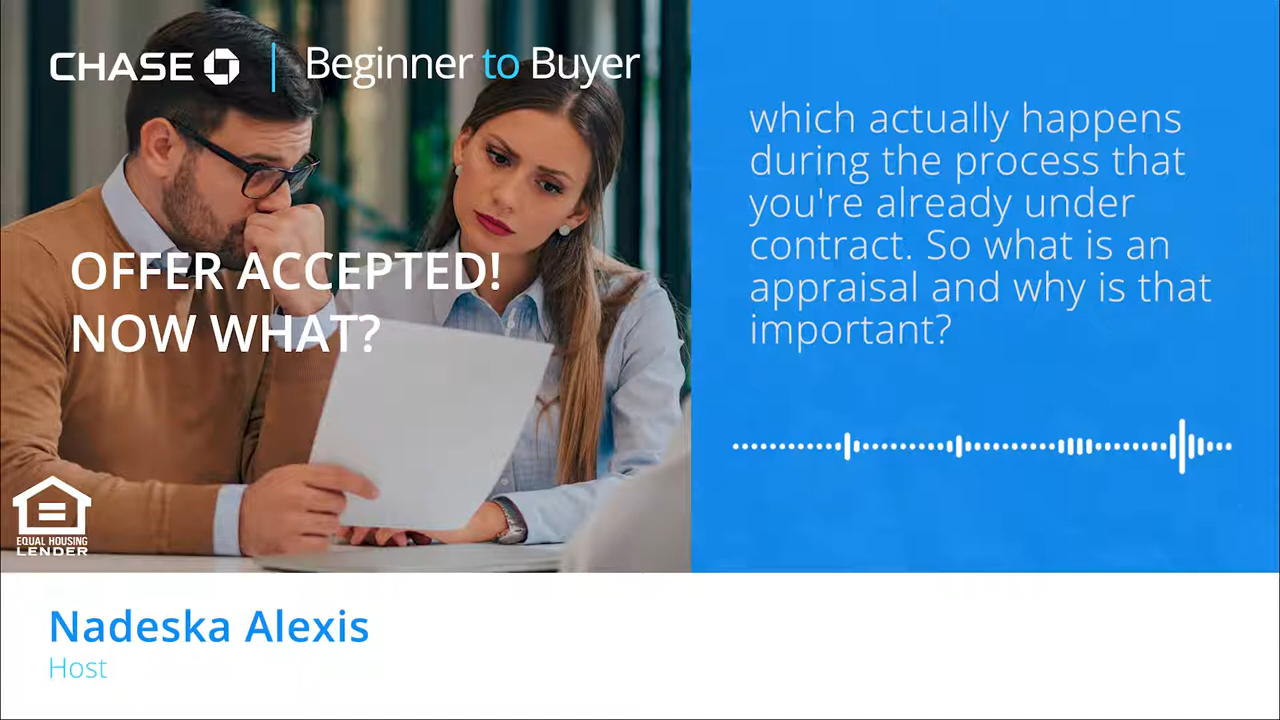 CHASE | Beginner to Buyer
OFFER ACCEPTED!
NOW WHAT?
EQUAL HOUSING
LENDER
which actually happens
during the process that
you're already under
contract. So what is an
appraisal and why is that
important?
Nadeska Alexis
Host